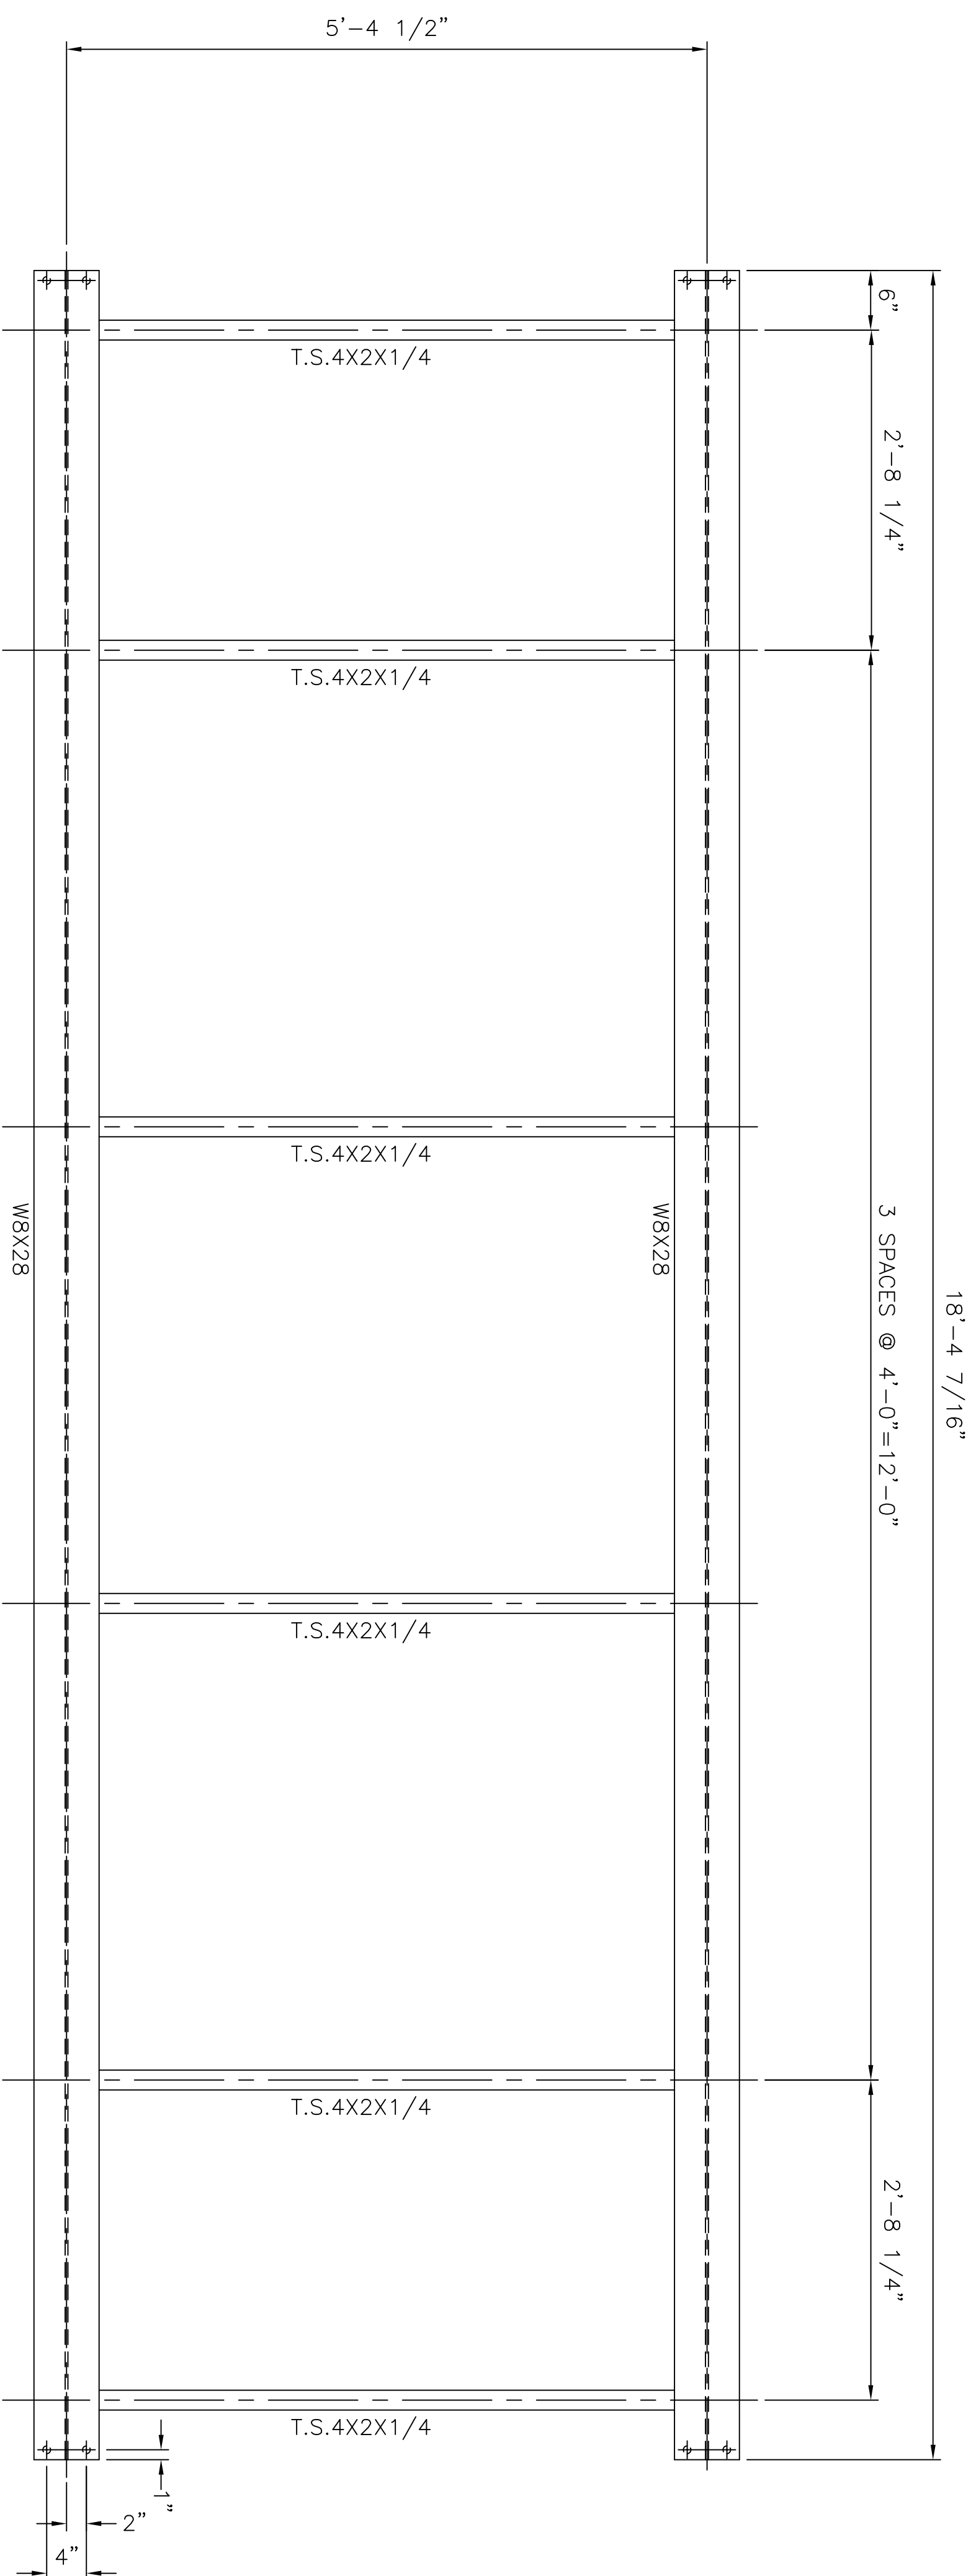 5'-4 1/2"
6"
T.S.4X2X1/4
2'-8 1/4"
T.S.4X2X1/4
T.S.4X2X1/4
W8X28
W8X28
3 SPACES @ 4'-0"=12'-0"
18'-4 7/16"
T.S.4X2X1/4
T.S.4X2X1/4
2'-8 1/4"
T.S.4X2X1/4
1"
2"
4"